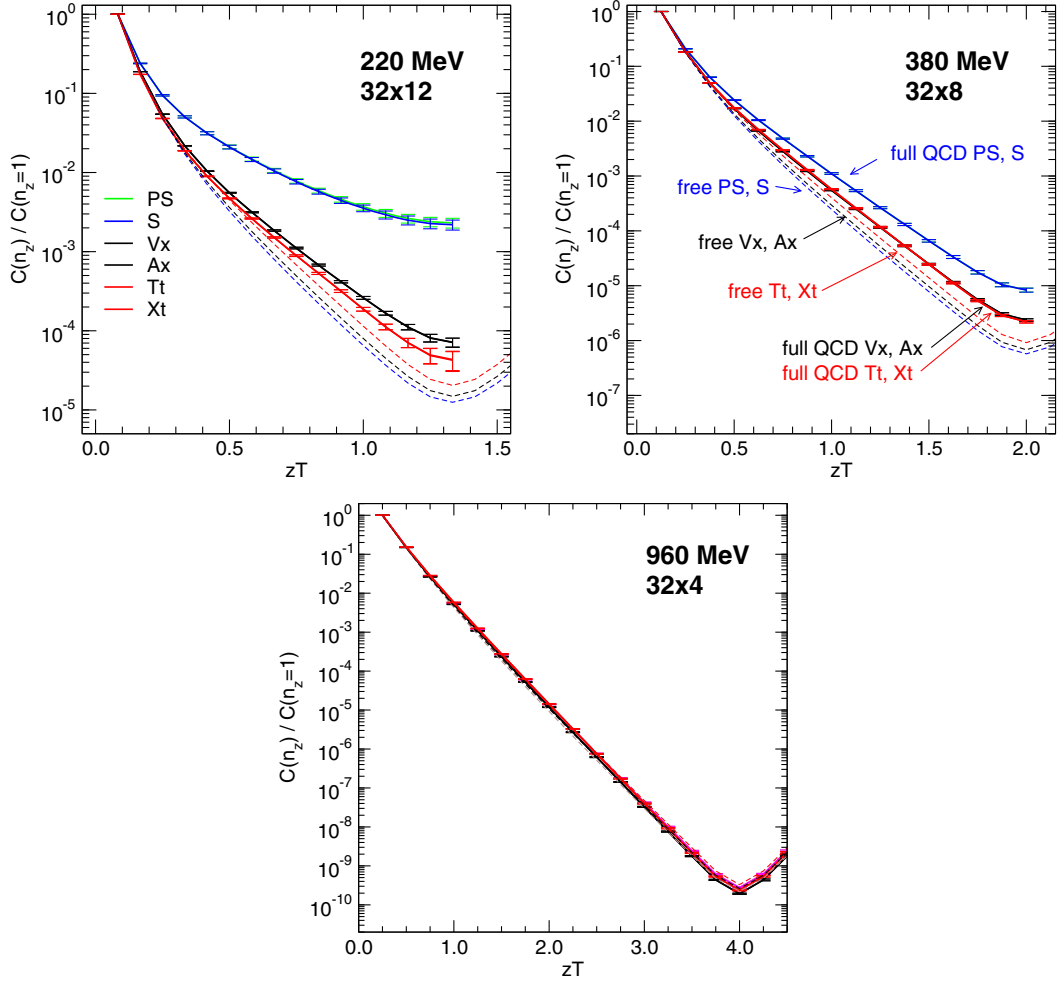 10^0
10^-1
10^-2
10^-3
10^-4
10^-5
C(n_z) / C(n_z=1)
220 MeV
32x12
PS
S
Vx
Ax
Tt
Xt
0.0 0.5 1.0 1.5
zT
10^0
10^-1
10^-2
10^-3
10^-4
10^-5
10^-6
10^-7
C(n_z) / C(n_z=1)
380 MeV
32x8
full QCD PS, S
free PS, S
free Vx, Ax
free Tt, Xt
full QCD Vx, Ax
full QCD Tt, Xt
0.0 0.5 1.0 1.5 2.0
zT
10^0
10^-1
10^-2
10^-3
10^-4
10^-5
10^-6
10^-7
10^-8
10^-9
10^-10
C(n_z) / C(n_z=1)
960 MeV
32x4
0.0 1.0 2.0 3.0 4.0
zT